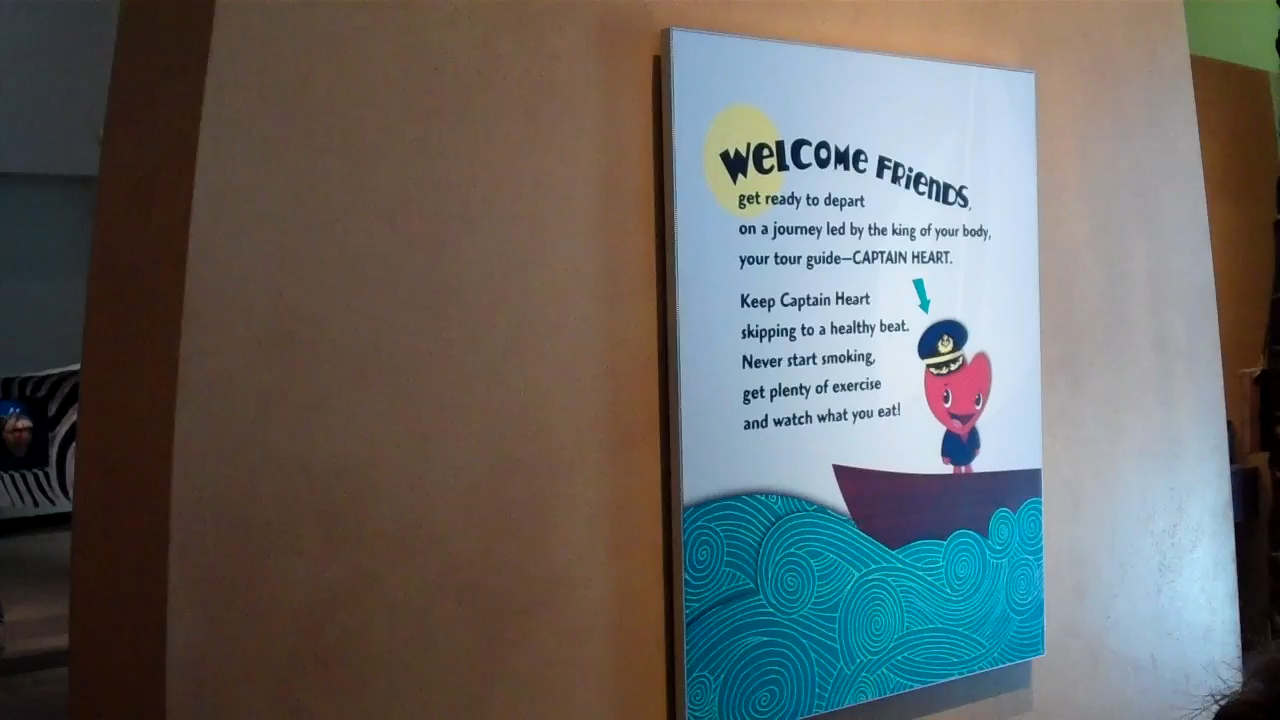 WELCOME FRIENDS,
get ready to depart
on a journey led by the king of your body,
your tour guide—CAPTAIN HEART.
Keep Captain Heart
skipping to a healthy beat.
Never start smoking,
get plenty of exercise
and watch what you eat!